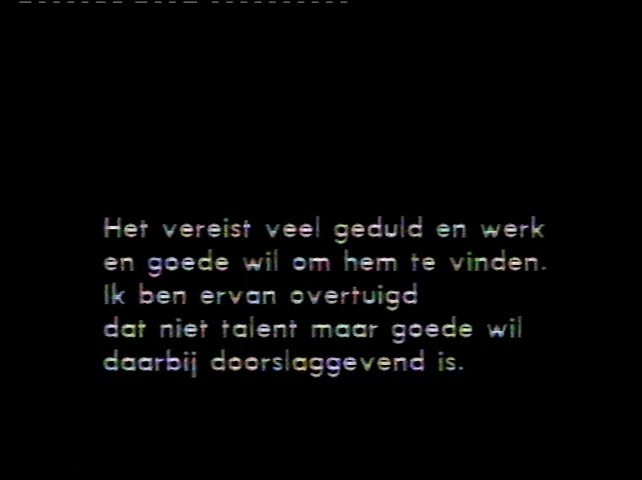 Het vereist veel geduld en werk
en goede wil om hem te vinden.
Ik ben ervan overtuigd
dat niet talent maar goede wil
daarbij doorslaggevend is.